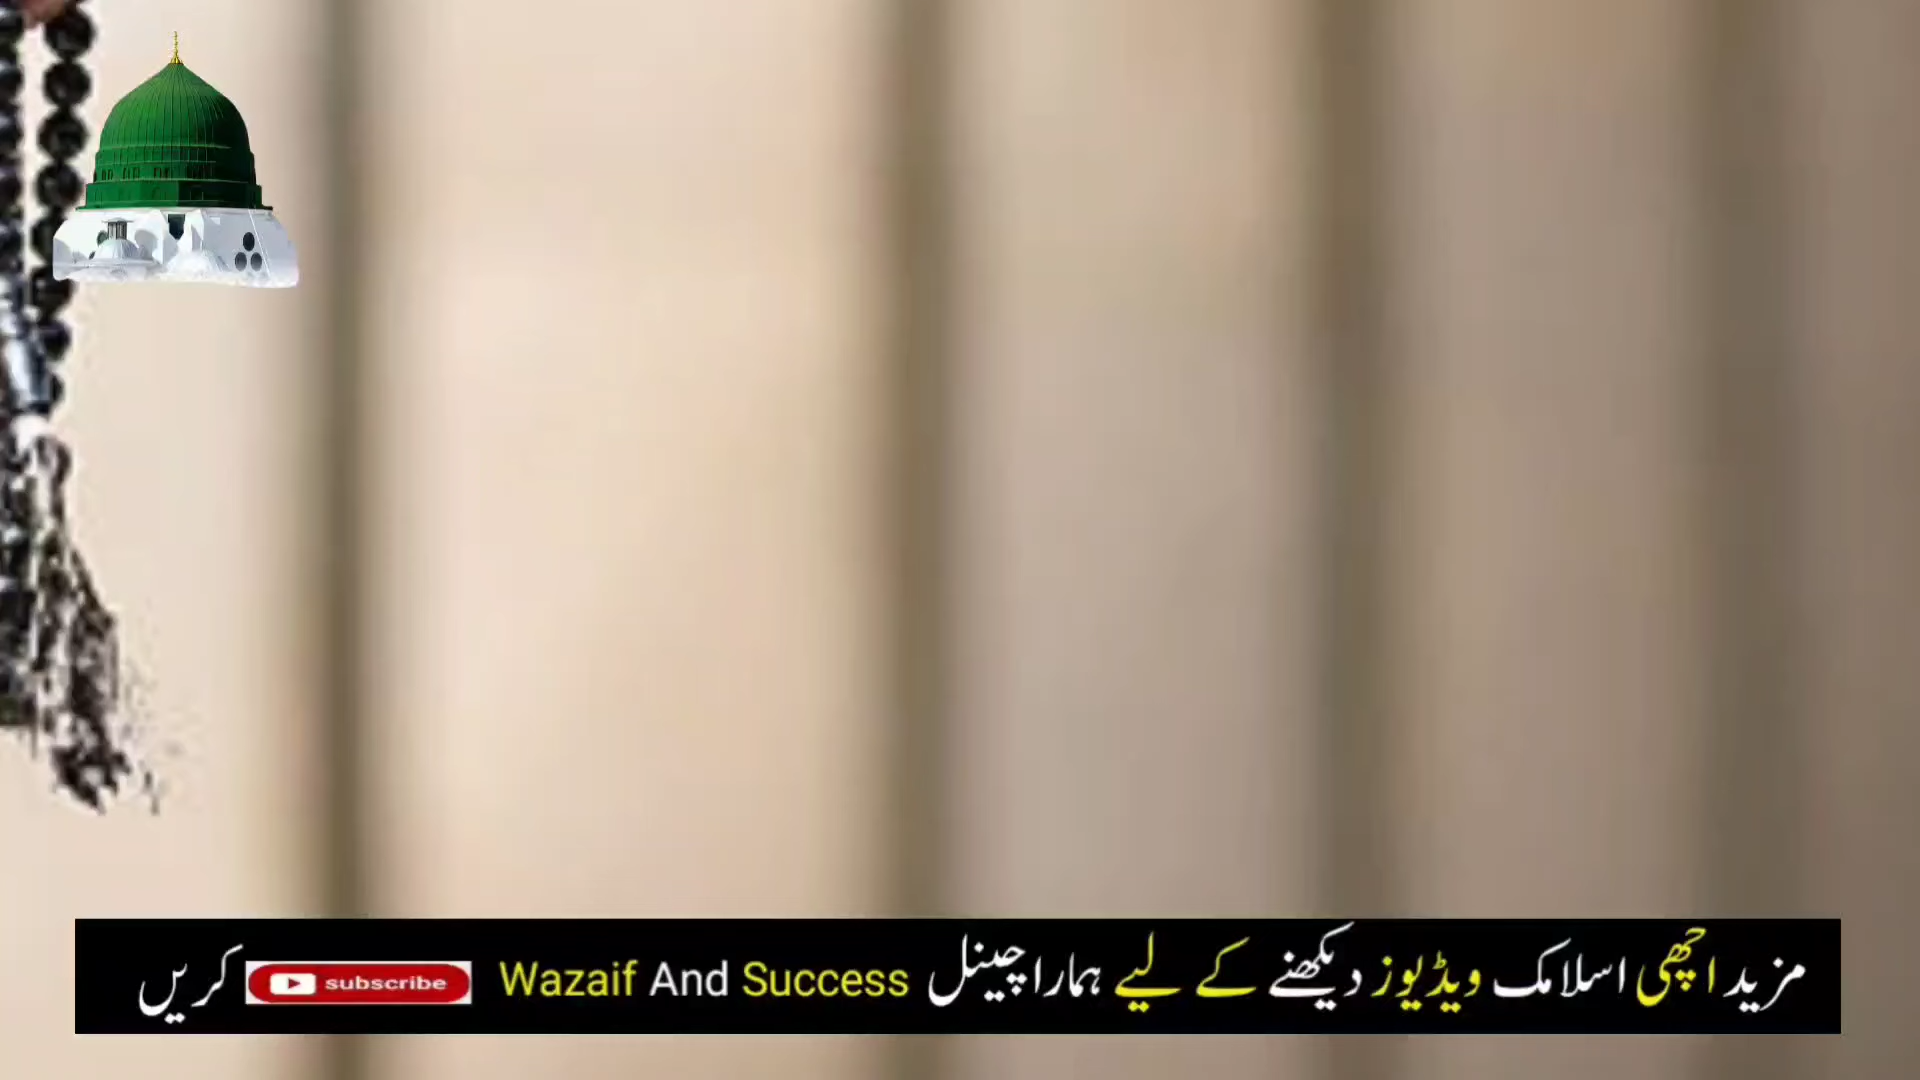 مزید اچھی اسلامک ویڈیوز دیکھنے کے لیے ہمارا چینل Wazaif And Success subscribe کریں